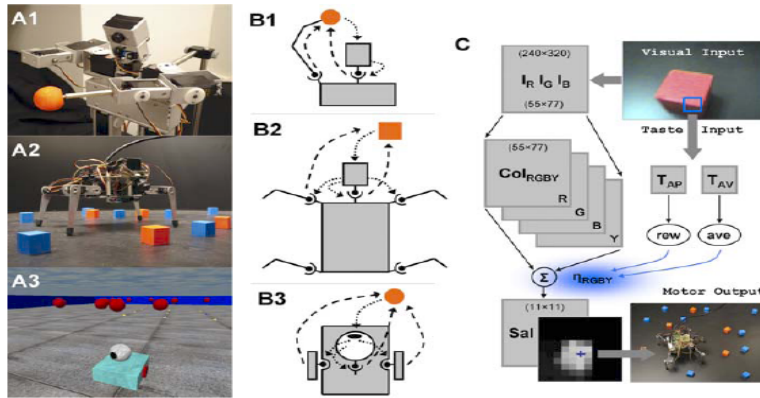 A1
A2
A3
B1
B2
B3
C
(240×320)
I_R I_G I_B
(55×77)
Visual Input
Taste Input
(55×77)
Col_RGBY
R
G
B
Y
T_AP
T_AV
rew
ave
Σ
η_RGBY
(11×11)
Sal
Motor Output